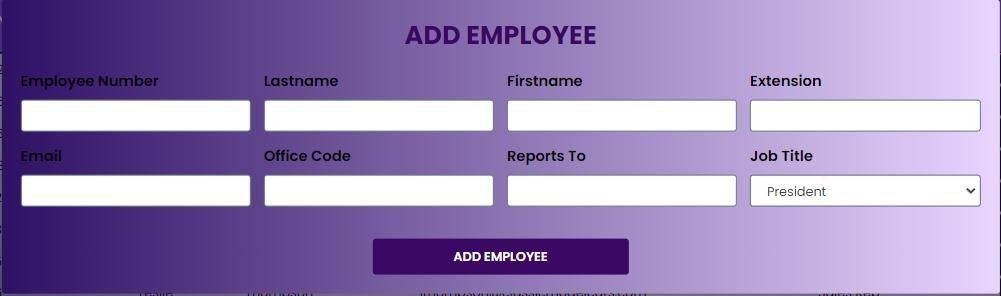 ADD EMPLOYEE
Employee Number Lastname Firstname Extension
Email Office Code Reports To Job Title
President
ADD EMPLOYEE